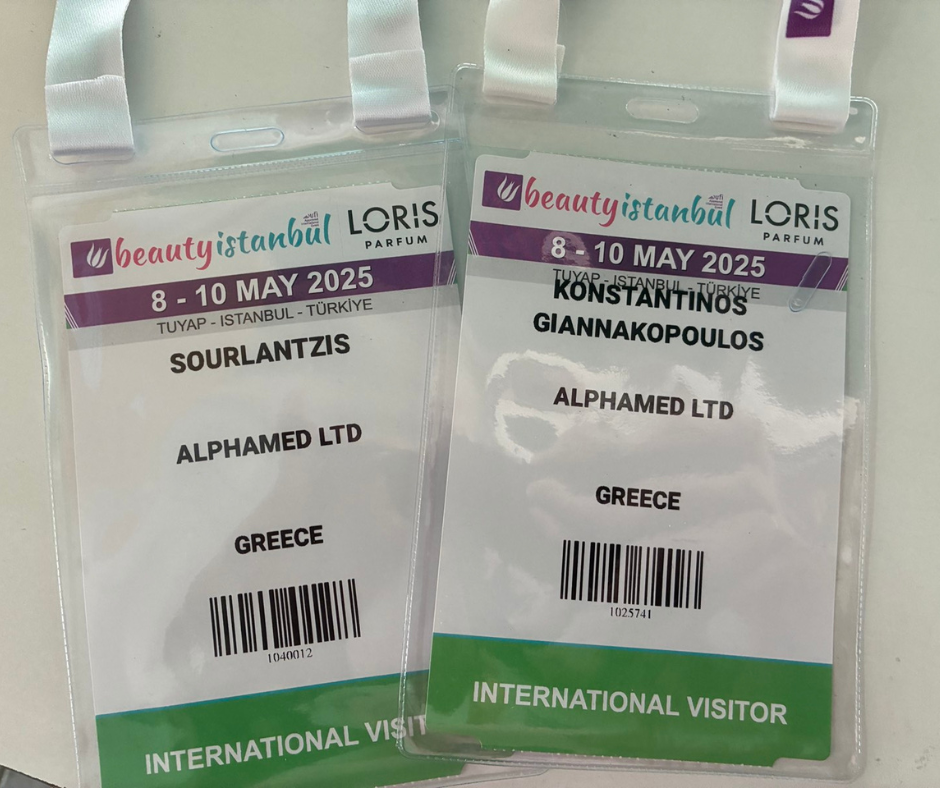 beautyistanbul LORIS
PARFUM
8 - 10 MAY 2025
TUYAP - ISTANBUL - TÜRKİYE
SOURLANTZIS
ALPHAMED LTD
GREECE
1040012
INTERNATIONAL VISIT
beautyistanbul LORIS
PARFUM
8 - 10 MAY 2025
TUYAP - ISTANBUL - TÜRKİYE
KONSTANTINOS
GIANNAKOPOULOS
ALPHAMED LTD
GREECE
1025741
INTERNATIONAL VISITOR